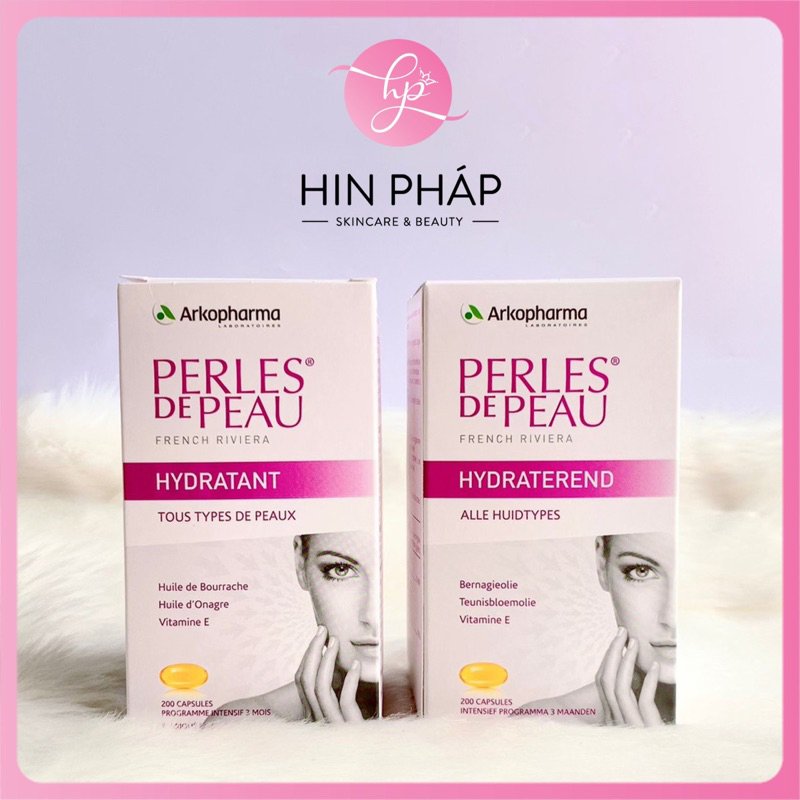 hp
HIN PHÁP
SKINCARE & BEAUTY
Arkopharma
LABORATOIRES
PERLES®
DE PEAU
FRENCH RIVIERA
HYDRATANT
TOUS TYPES DE PEAUX
Huile de Bourrache
Huile d'Onagre
Vitamine E
200 CAPSULES
PROGRAMME INTENSIF 3 MOIS
Arkopharma
LABORATOIRES
PERLES®
DE PEAU
FRENCH RIVIERA
HYDRATEREND
ALLE HUIDTYPES
Bernagieolie
Teunisbloemolie
Vitamine E
200 CAPSULES
INTENSIEF PROGRAMMA 3 MAANDEN